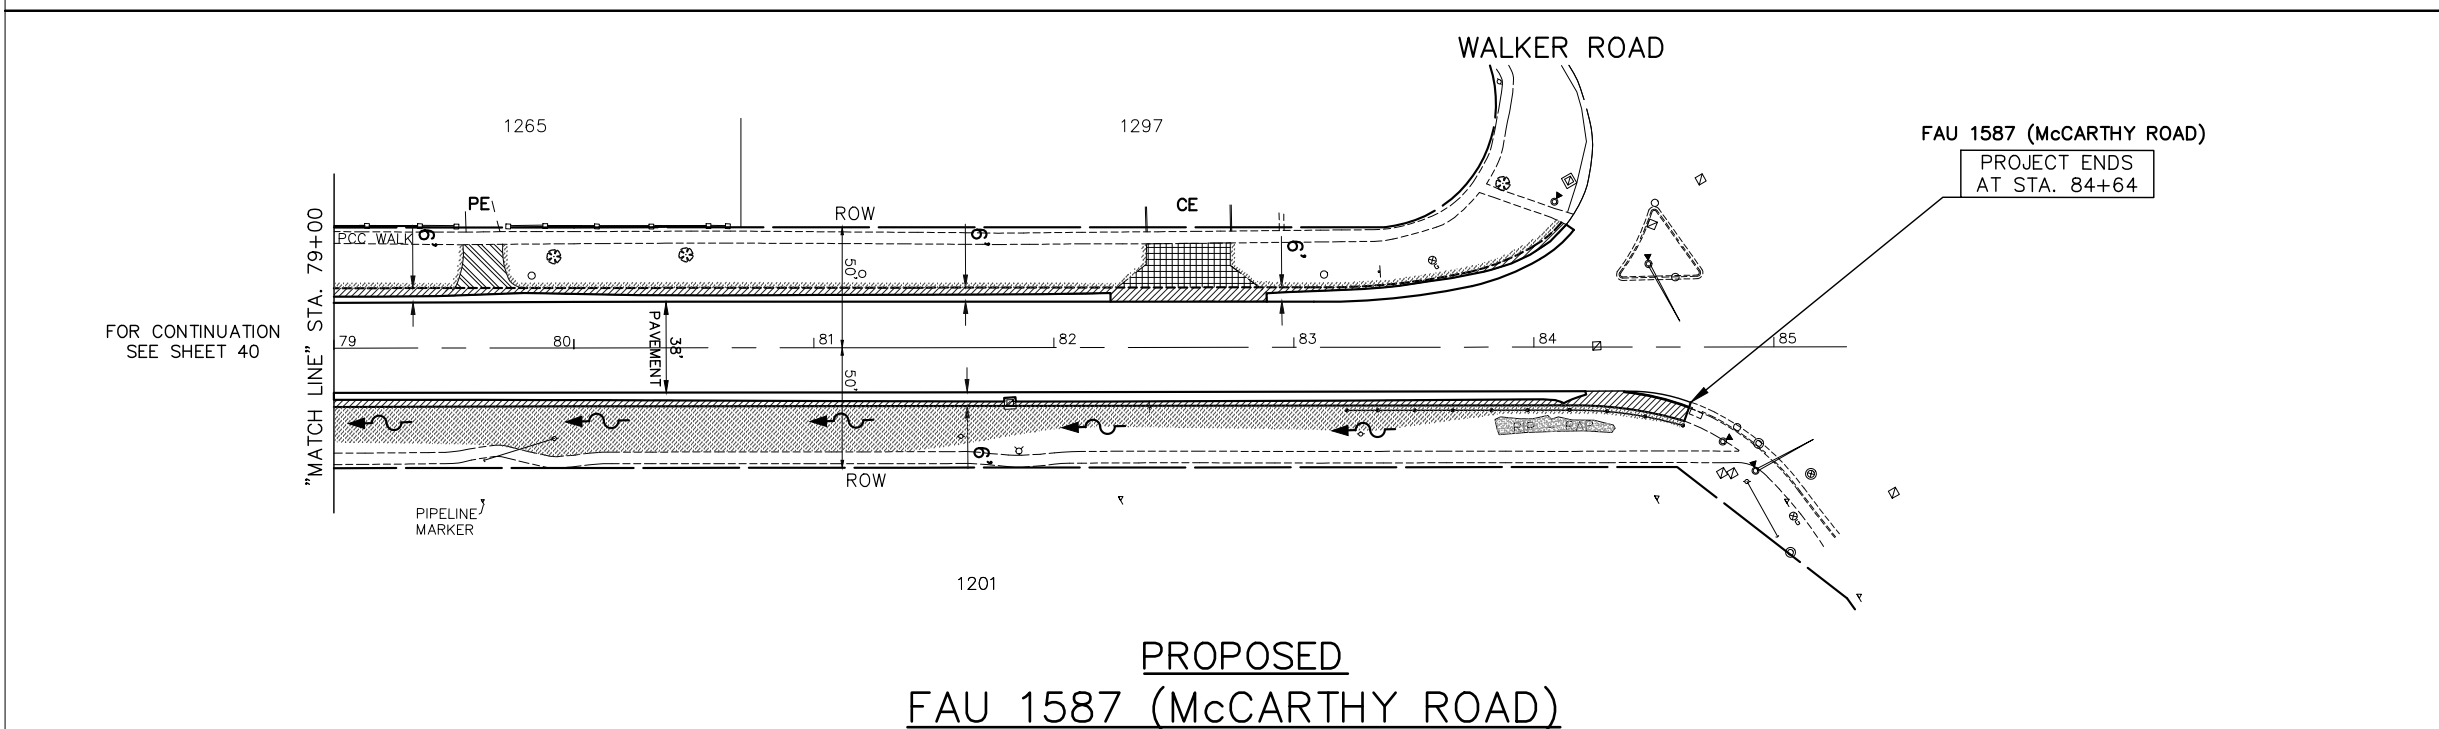 WALKER ROAD
1265
1297
FAU 1587 (McCARTHY ROAD)
PROJECT ENDS
AT STA. 84+64
PE
CE
ROW
PCC WALK
6'
6'
6'
50'
"MATCH LINE" STA. 79+00
FOR CONTINUATION
SEE SHEET 40
79
80
81
82
83
84
85
38'
PAVEMENT
50'
RIP RAP
6'
ROW
PIPELINE
MARKER
1201
PROPOSED
FAU 1587 (McCARTHY ROAD)